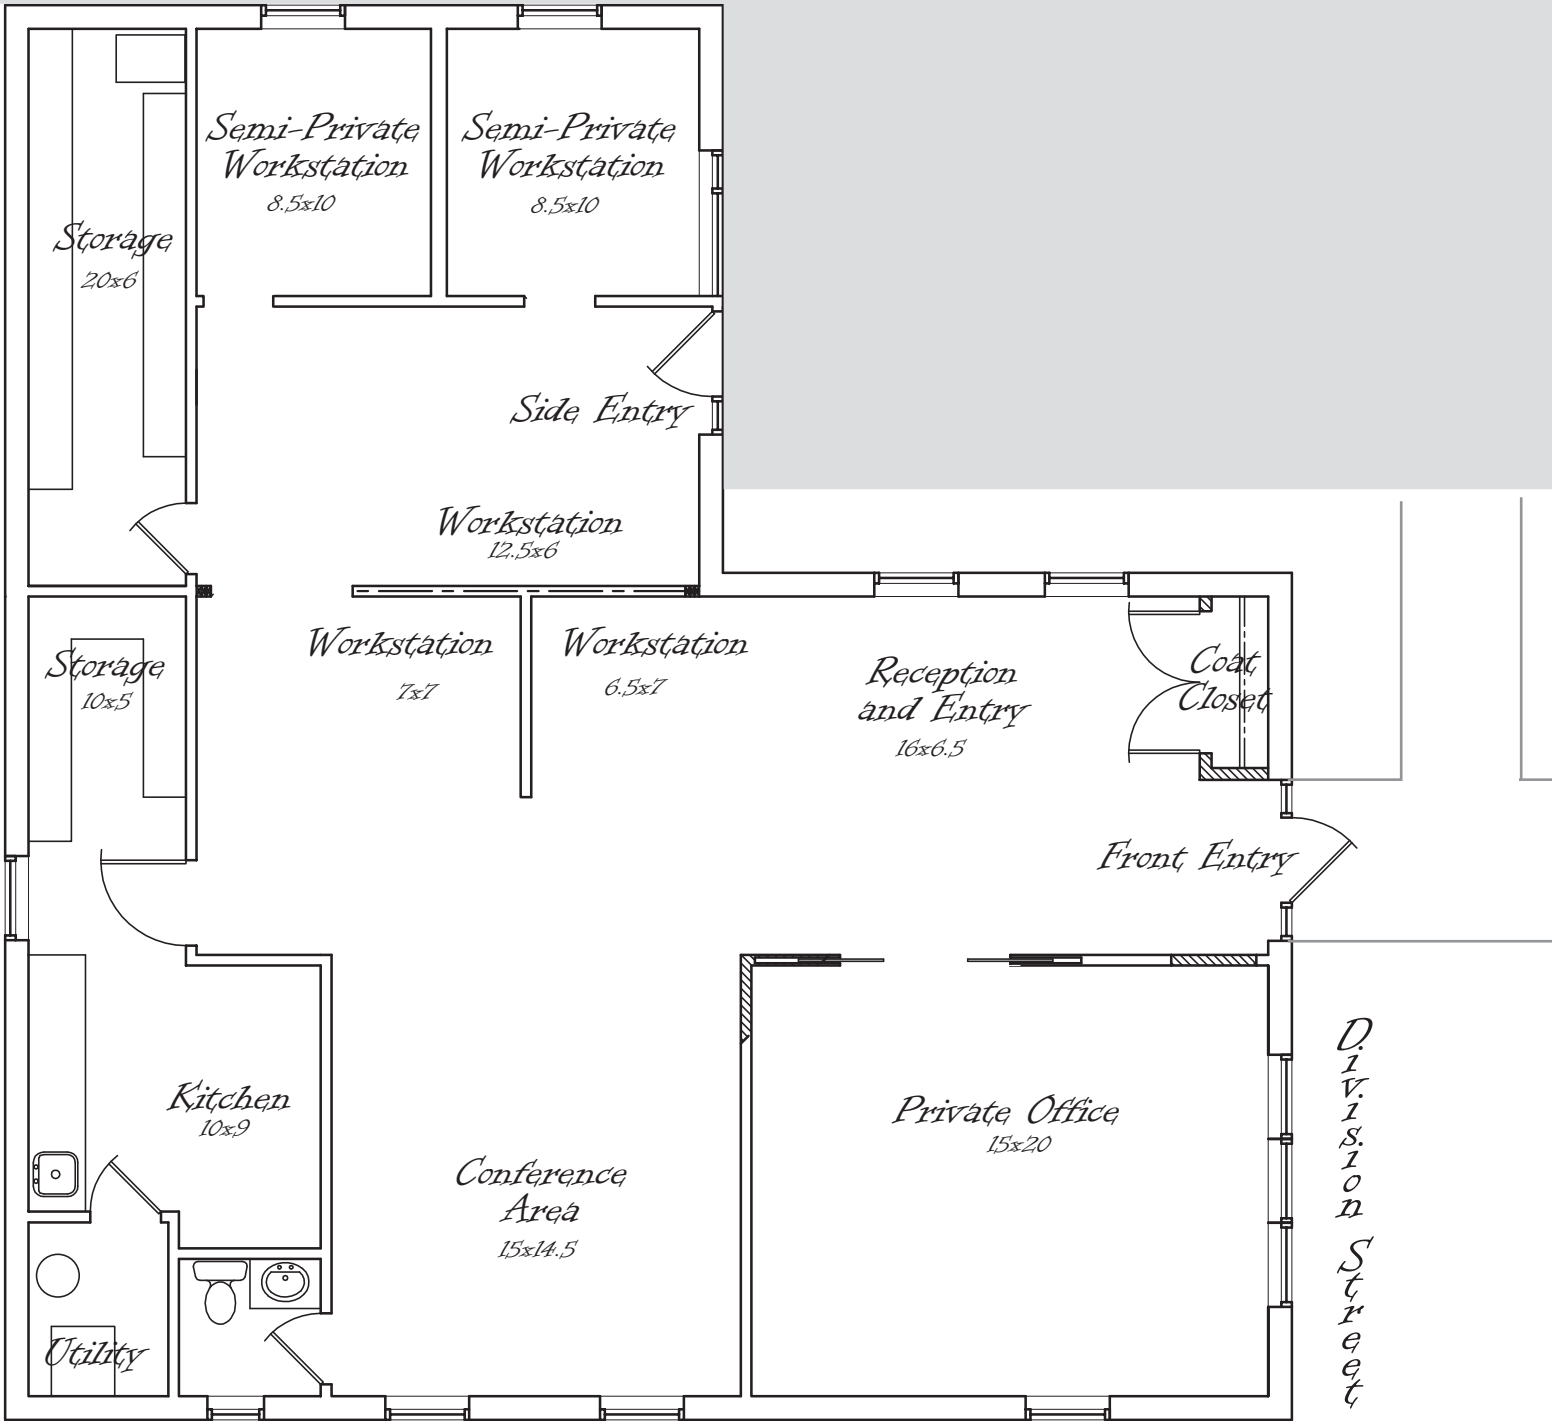 Semi-Private
Workstation
8.5x10
Semi-Private
Workstation
8.5x10
Storage
20x6
Side Entry
Workstation
12.5x6
Storage
10x5
Workstation
7x7
Workstation
6.5x7
Reception
and Entry
16x6.5
Coat
Closet
Front Entry
Kitchen
10x9
Conference
Area
15x14.5
Private Office
15x20
Utility
Division Street